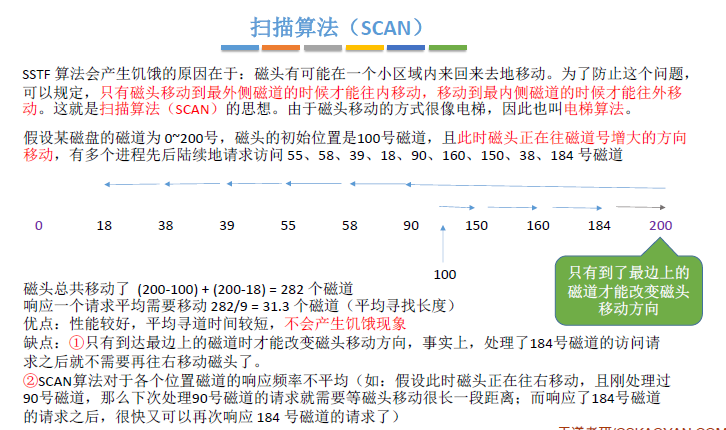 扫描算法（SCAN）
SSTF 算法会产生饥饿的原因在于：磁头有可能在一个小区域内来回来去地移动。为了防止这个问题，
可以规定，只有磁头移动到最外侧磁道的时候才能往内移动，移动到最内侧磁道的时候才能往外移
动。这就是扫描算法（SCAN）的思想。由于磁头移动的方式很像电梯，因此也叫电梯算法。
假设某磁盘的磁道为 0~200号，磁头的初始位置是100号磁道，且此时磁头正在往磁道号增大的方向
移动，有多个进程先后陆续地请求访问 55、58、39、18、90、160、150、38、184 号磁道
0 18 38 39 55 58 90 150 160 184 200
100
只有到了最边上的
磁道才能改变磁头
移动方向
磁头总共移动了 (200-100) + (200-18) = 282 个磁道
响应一个请求平均需要移动 282/9 = 31.3 个磁道（平均寻找长度）
优点：性能较好，平均寻道时间较短，不会产生饥饿现象
缺点：①只有到达最边上的磁道时才能改变磁头移动方向，事实上，处理了184号磁道的访问请
求之后就不需要再往右移动磁头了。
②SCAN算法对于各个位置磁道的响应频率不平均（如：假设此时磁头正在往右移动，且刚处理过
90号磁道，那么下次处理90号磁道的请求就需要等磁头移动很长一段距离；而响应了184号磁道
的请求之后，很快又可以再次响应 184 号磁道的请求了）